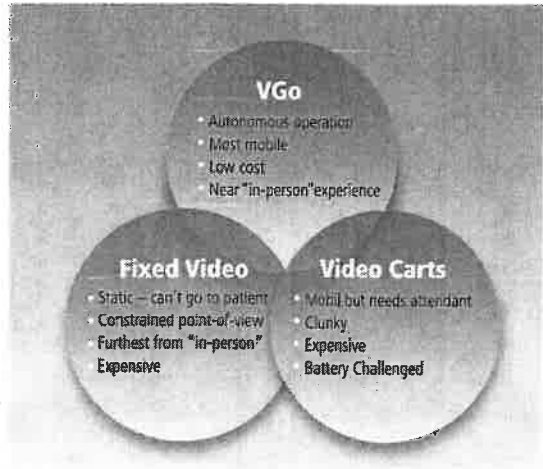 VGo
• Autonomous operation
• Most mobile
• Low cost
• Near "in-person" experience
Fixed Video
• Static – can't go to patient
• Constrained point-of-view
• Furthest from "in-person"
• Expensive
Video Carts
• Mobil but needs attendant
• Clunky
• Expensive
• Battery Challenged